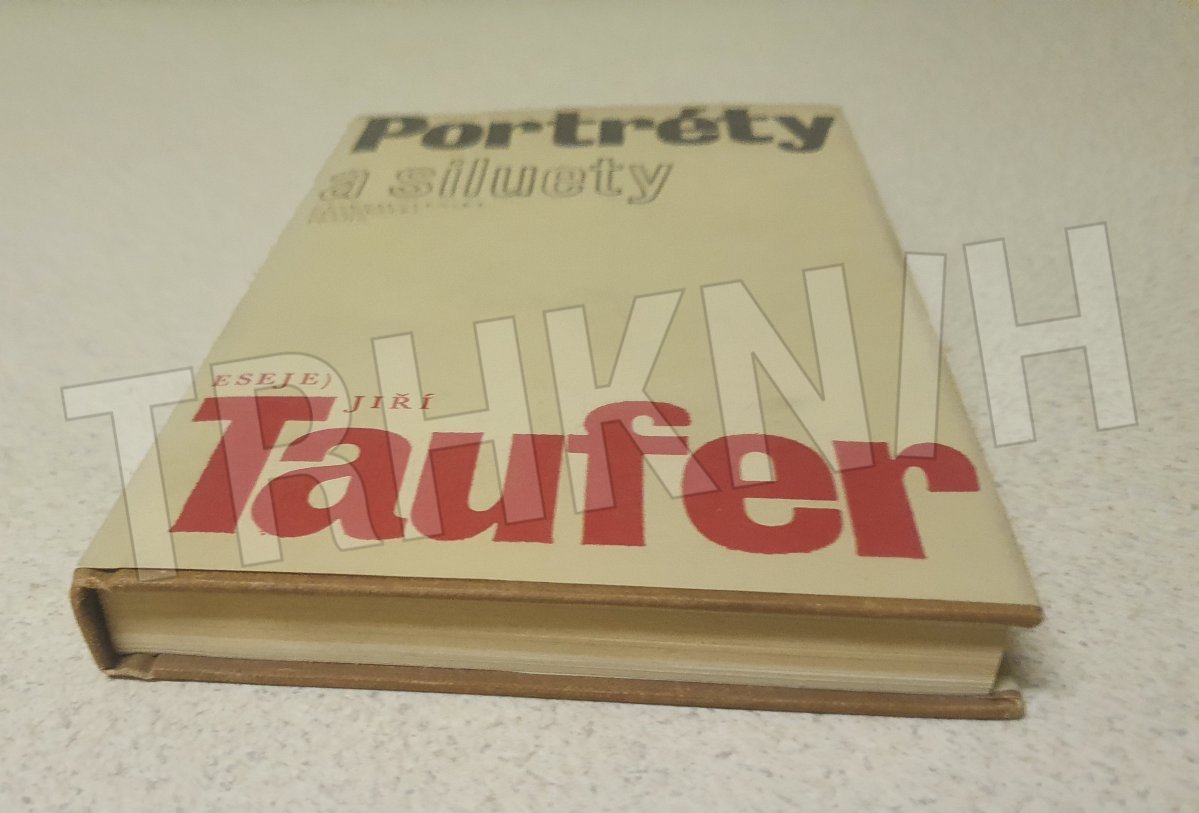 Portréty
a siluety
ESEJE)
JIŘÍ
Taufer
TRHKNIH